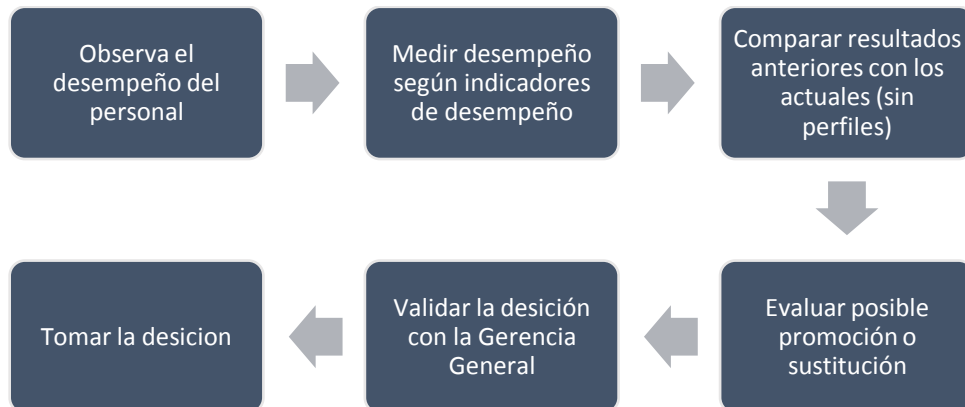 Observa el
desempeño del
personal
Medir desempeño
según indicadores
de desempeño
Comparar resultados
anteriores con los
actuales (sin
perfiles)
Evaluar posible
promoción o
sustitución
Validar la desición
con la Gerencia
General
Tomar la desicion